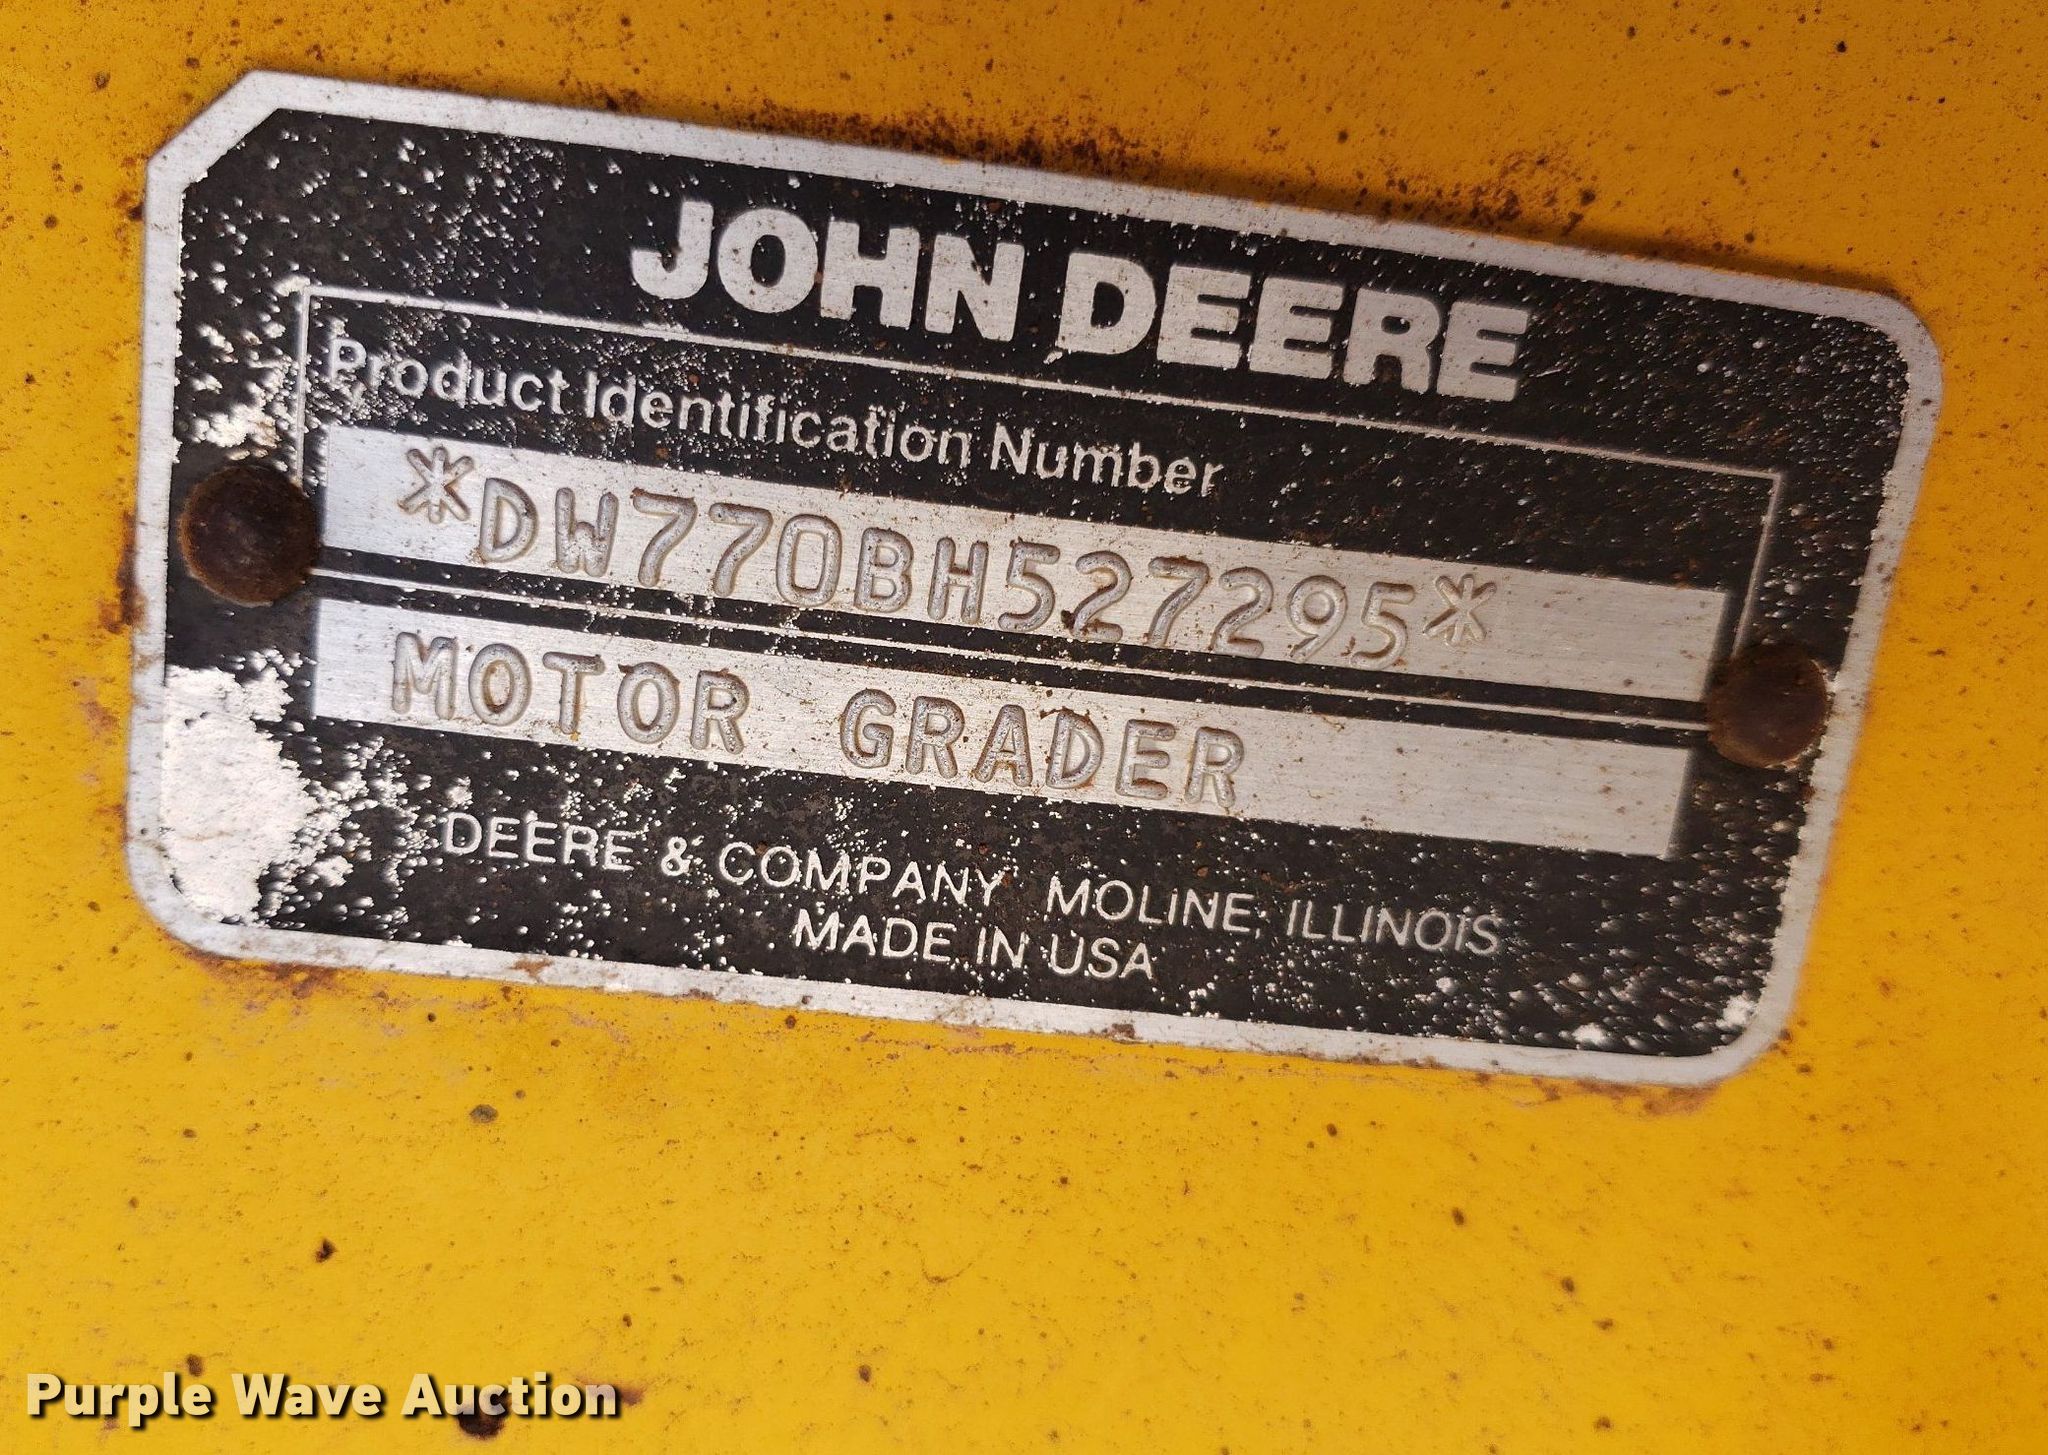 JOHN DEERE
Product Identification Number
*DW770BH527295*
MOTOR GRADER
DEERE & COMPANY MOLINE, ILLINOIS
MADE IN USA
Purple Wave Auction